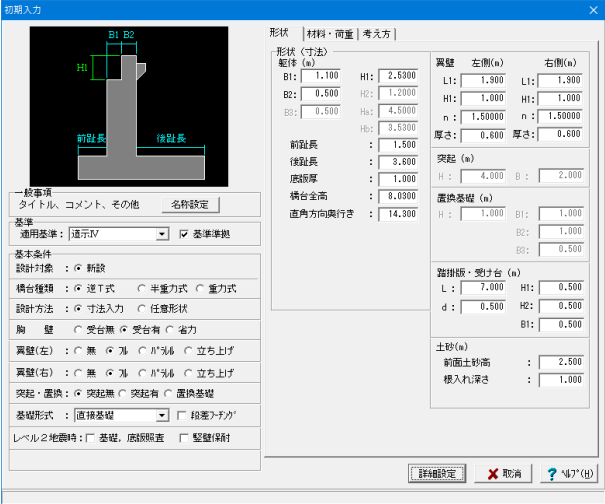 初期入力
B1 B2
H1
前趾長
後趾長
一般事項
タイトル、コメント、その他 名称設定
基準
適用基準： 道示Ⅳ 基準準拠
基本条件
設計対象 ： 新設
橋台種類 ： 逆Ｔ式 半重力式 重力式
設計方法 ： 寸法入力 任意形状
胸 壁 受台無 受台有 省力
翼壁(左) ： 無 ﾌﾙ ﾊﾟﾗﾚﾙ 立ち上げ
翼壁(右) ： 無 ﾌﾙ ﾊﾟﾗﾚﾙ 立ち上げ
突起・置換： 突起無 突起有 置換基礎
基礎形式 ： 直接基礎 段差ﾌｰﾁﾝｸﾞ
レベル２地震時： 基礎，底版照査 竪壁保耐
形状 材料・荷重 考え方
形状（寸法）
躯体 (m)
B1: 1.100 H1: 2.5300
B2: 0.500 H2: 1.2000
B3: 0.500 Ha: 4.5000
Hb: 3.5300
前趾長 ： 1.500
後趾長 ： 3.600
底版厚 ： 1.000
橋台全高 ： 8.0300
直角方向奥行き ： 14.300
翼壁 左側(m) 右側(m)
L1: 1.900 L1: 1.900
H1: 1.000 H1: 1.000
n : 1.50000 n : 1.50000
厚さ: 0.600 厚さ: 0.600
突起 (m)
H : 4.000 B : 2.000
置換基礎 (m)
H : 1.000 B1: 1.000
B2: 1.000
B3: 0.500
踏掛版・受け台 (m)
L : 7.000 H1: 0.500
d : 0.500 H2: 0.500
B1: 0.500
土砂(m)
前面土砂高 ： 2.500
根入れ深さ ： 1.000
詳細設定 取消 ? ﾍﾙﾌﾟ(H)